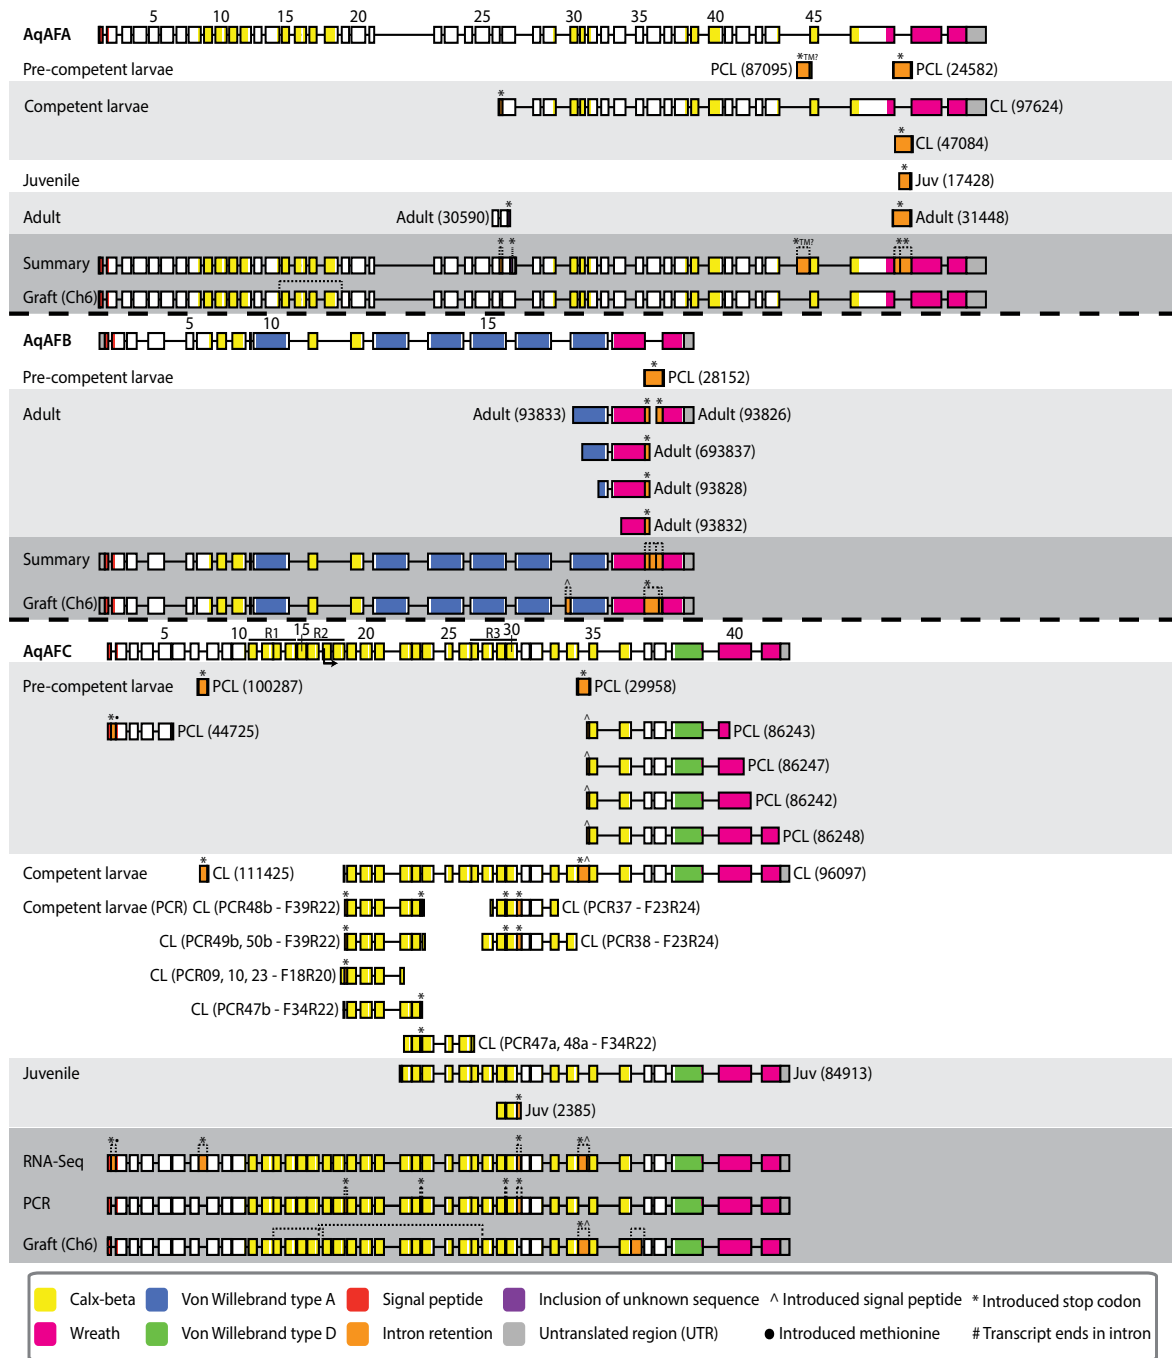 5 10 15 20 25 30 35 40 45
AqAFA
Pre-competent larvae PCL (87095) *TM? * PCL (24582)
Competent larvae * CL (97624)
* CL (47084)
Juvenile * Juv (17428)
Adult Adult (30590) * * Adult (31448)
Summary * * *TM? **
Graft (Ch6)
5 10 15
AqAFB
Pre-competent larvae * PCL (28152)
Adult Adult (93833) * * Adult (93826)
* Adult (693837)
* Adult (93828)
* Adult (93832)
Summary
Graft (Ch6) ^ *
5 10 R1 15 R2 20 25 R3 30 35 40
AqAFC
Pre-competent larvae * PCL (100287) * PCL (29958)
*• PCL (44725) ^ PCL (86243)
^ PCL (86247)
^ PCL (86242)
^ PCL (86248)
Competent larvae * CL (111425) *^ CL (96097)
Competent larvae (PCR) CL (PCR48b - F39R22) * * * * CL (PCR37 - F23R24)
CL (PCR49b, 50b - F39R22) * * * CL (PCR38 - F23R24)
CL (PCR09, 10, 23 - F18R20) *
CL (PCR47b - F34R22) *
* CL (PCR47a, 48a - F34R22)
Juvenile Juv (84913)
* Juv (2385)
RNA-Seq *• * * *^
PCR * * * *
Graft (Ch6) *^
Calx-beta Von Willebrand type A Signal peptide Inclusion of unknown sequence ^ Introduced signal peptide * Introduced stop codon
Wreath Von Willebrand type D Intron retention Untranslated region (UTR) ● Introduced methionine # Transcript ends in intron